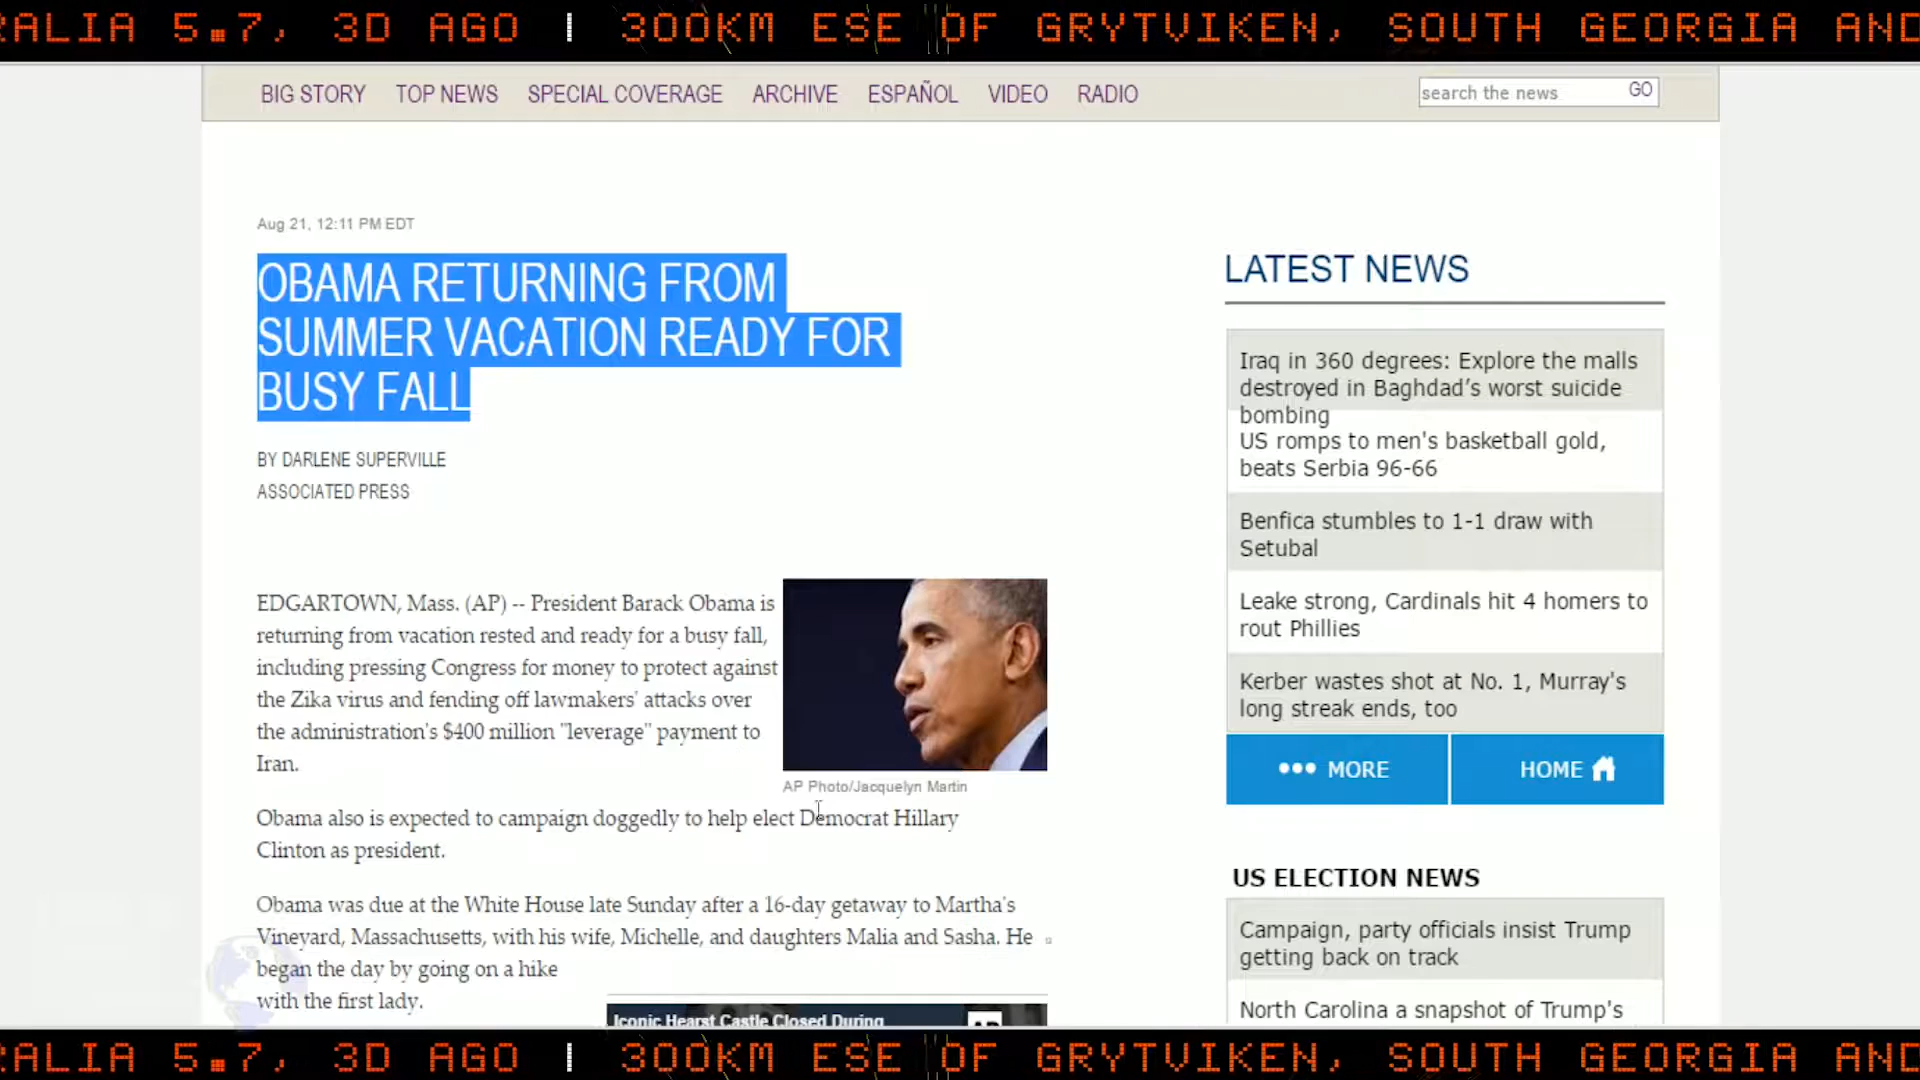 RALIA 5.7, 3D AGO | 300KM ESE OF GRYTVIKEN, SOUTH GEORGIA AND
BIG STORY TOP NEWS SPECIAL COVERAGE ARCHIVE ESPAÑOL VIDEO RADIO
search the news GO
Aug 21, 12:11 PM EDT
OBAMA RETURNING FROM
SUMMER VACATION READY FOR
BUSY FALL
BY DARLENE SUPERVILLE
ASSOCIATED PRESS
EDGARTOWN, Mass. (AP) -- President Barack Obama is
returning from vacation rested and ready for a busy fall,
including pressing Congress for money to protect against
the Zika virus and fending off lawmakers' attacks over
the administration's $400 million "leverage" payment to
Iran.
AP Photo/Jacquelyn Martin
Obama also is expected to campaign doggedly to help elect Democrat Hillary
Clinton as president.
Obama was due at the White House late Sunday after a 16-day getaway to Martha's
Vineyard, Massachusetts, with his wife, Michelle, and daughters Malia and Sasha. He
began the day by going on a hike
with the first lady.
Iconic Hearst Castle Closed During
AP
LATEST NEWS
Iraq in 360 degrees: Explore the malls
destroyed in Baghdad’s worst suicide
bombing
US romps to men's basketball gold,
beats Serbia 96-66
Benfica stumbles to 1-1 draw with
Setubal
Leake strong, Cardinals hit 4 homers to
rout Phillies
Kerber wastes shot at No. 1, Murray's
long streak ends, too
••• MORE
HOME
US ELECTION NEWS
Campaign, party officials insist Trump
getting back on track
North Carolina a snapshot of Trump's
RALIA 5.7, 3D AGO | 300KM ESE OF GRYTVIKEN, SOUTH GEORGIA AND